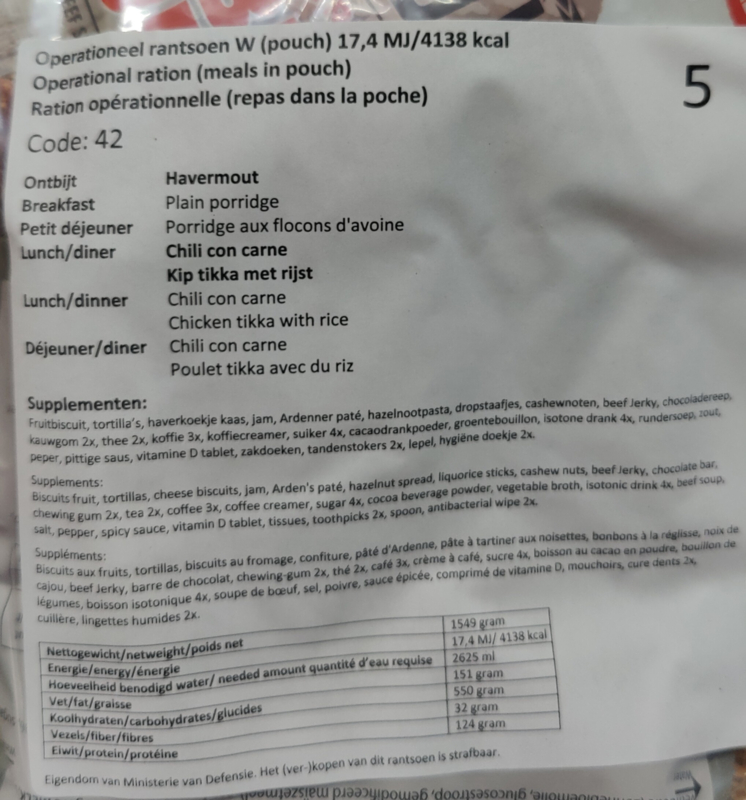 Operationeel rantsoen W (pouch) 17,4 MJ/4138 kcal
Operational ration (meals in pouch)
Ration opérationnelle (repas dans la poche)
5
Code: 42
Ontbijt Havermout
Breakfast Plain porridge
Petit déjeuner Porridge aux flocons d'avoine
Lunch/diner Chili con carne
Kip tikka met rijst
Lunch/dinner Chili con carne
Chicken tikka with rice
Déjeuner/diner Chili con carne
Poulet tikka avec du riz
Supplementen:
Fruitbiscuit, tortilla's, haverkoekje kaas, jam, Ardenner paté, hazelnootpasta, dropstaafjes, cashewnoten, beef Jerky, chocoladereep,
kauwgom 2x, thee 2x, koffie 3x, koffiecreamer, suiker 4x, cacaodrankpoeder, groentebouillon, isotone drank 4x, rundersoep, zout,
peper, pittige saus, vitamine D tablet, zakdoeken, tandenstokers 2x, lepel, hygiëne doekje 2x.
Supplements:
Biscuits fruit, tortillas, cheese biscuits, jam, Arden's paté, hazelnut spread, liquorice sticks, cashew nuts, beef Jerky, chocolate bar,
chewing gum 2x, tea 2x, coffee 3x, coffee creamer, sugar 4x, cocoa beverage powder, vegetable broth, isotonic drink 4x, beef soup,
salt, pepper, spicy sauce, vitamin D tablet, tissues, toothpicks 2x, spoon, antibacterial wipe 2x.
Suppléments:
Biscuits aux fruits, tortillas, biscuits au fromage, confiture, pâté d'Ardenne, pâte à tartiner aux noisettes, bonbons à la réglisse, noix de
cajou, beef Jerky, barre de chocolat, chewing-gum 2x, thé 2x, café 3x, crème à café, sucre 4x, boisson au cacao en poudre, bouillon de
légumes, boisson isotonique 4x, soupe de bœuf, sel, poivre, sauce épicée, comprimé de vitamine D, mouchoirs, cure dents 2x,
cuillère, lingettes humides 2x.
Nettogewicht/netweight/poids net 1549 gram
Energie/energy/énergie 17,4 MJ/ 4138 kcal
Hoeveelheid benodigd water/ needed amount quantité d'eau requise 2625 ml
Vet/fat/graisse 151 gram
Koolhydraten/carbohydrates/glucides 550 gram
Vezels/fiber/fibres 32 gram
Eiwit/protein/protéine 124 gram
Eigendom van Ministerie van Defensie. Het (ver-)kopen van dit rantsoen is strafbaar.
glucosestroop, gemodificeerd maïszetmeel